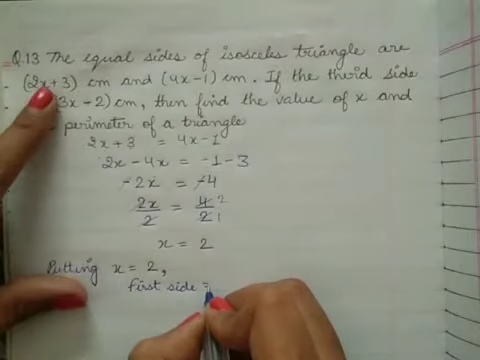 Q.13 The equal sides of isosceles triangle are
(2x+3) cm and (4x-1) cm. If the third side
(3x-2) cm, then find the value of x and
perimeter of a triangle
2x+3 = 4x-1
2x-4x = -1-3
-2x = -4
2x/2 = 4/2 2 1
x = 2
Putting x = 2,
first side =